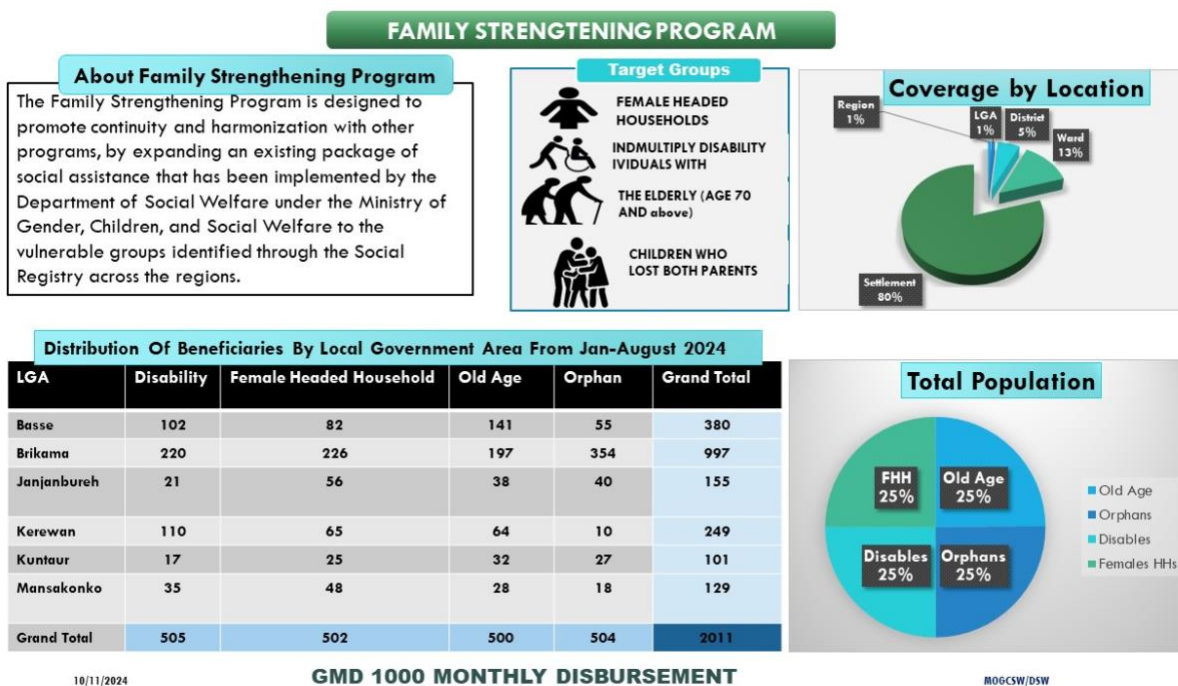 FAMILY STRENGTENING PROGRAM
About Family Strengthening Program
The Family Strengthening Program is designed to
promote continuity and harmonization with other
programs, by expanding an existing package of
social assistance that has been implemented by the
Department of Social Welfare under the Ministry of
Gender, Children, and Social Welfare to the
vulnerable groups identified through the Social
Registry across the regions.
Target Groups
FEMALE HEADED
HOUSEHOLDS
INDMULTIPLY DISABILITY
IVIDUALS WITH
THE ELDERLY (AGE 70
AND above)
CHILDREN WHO
LOST BOTH PARENTS
Coverage by Location
Region
1%
LGA
1%
District
5%
Ward
13%
Settlement
80%
Distribution Of Beneficiaries By Local Government Area From Jan-August 2024
LGA Disability Female Headed Household Old Age Orphan Grand Total
Basse 102 82 141 55 380
Brikama 220 226 197 354 997
Janjanbureh 21 56 38 40 155
Kerewan 110 65 64 10 249
Kuntaur 17 25 32 27 101
Mansakonko 35 48 28 18 129
Grand Total 505 502 500 504 2011
Total Population
FHH
25%
Old Age
25%
Disables
25%
Orphans
25%
Old Age
Orphans
Disables
Females HHs
10/11/2024
GMD 1000 MONTHLY DISBURSEMENT
MOGCSW/DSW